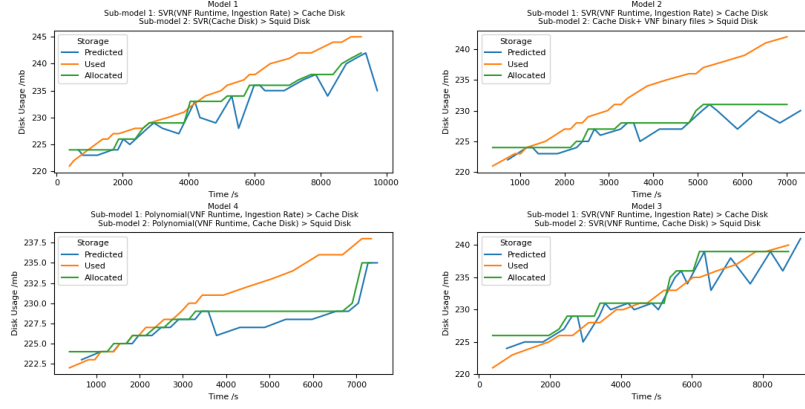 Model 1
Sub-model 1: SVR(VNF Runtime, Ingestion Rate) > Cache Disk
Sub-model 2: SVR(Cache Disk) > Squid Disk
Disk Usage /mb
245
240
235
230
225
220
Storage
Predicted
Used
Allocated
0
2000
4000
6000
8000
10000
Time /s
Model 2
Sub-model 1: SVR(VNF Runtime, Ingestion Rate) > Cache Disk
Sub-model 2: Cache Disk+ VNF binary files > Squid Disk
Disk Usage /mb
240
235
230
225
220
Storage
Predicted
Used
Allocated
1000
2000
3000
4000
5000
6000
7000
Time /s
Model 4
Sub-model 1: Polynomial(VNF Runtime, Ingestion Rate) > Cache Disk
Sub-model 2: Polynomial(VNF Runtime, Cache Disk) > Squid Disk
Disk Usage /mb
237.5
235.0
232.5
230.0
227.5
225.0
222.5
Storage
Predicted
Used
Allocated
1000
2000
3000
4000
5000
6000
7000
Time /s
Model 3
Sub-model 1: SVR(VNF Runtime, Ingestion Rate) > Cache Disk
Sub-model 2: SVR(VNF Runtime, Cache Disk) > Squid Disk
Disk Usage /mb
240
235
230
225
220
Storage
Predicted
Used
Allocated
0
2000
4000
6000
8000
Time /s